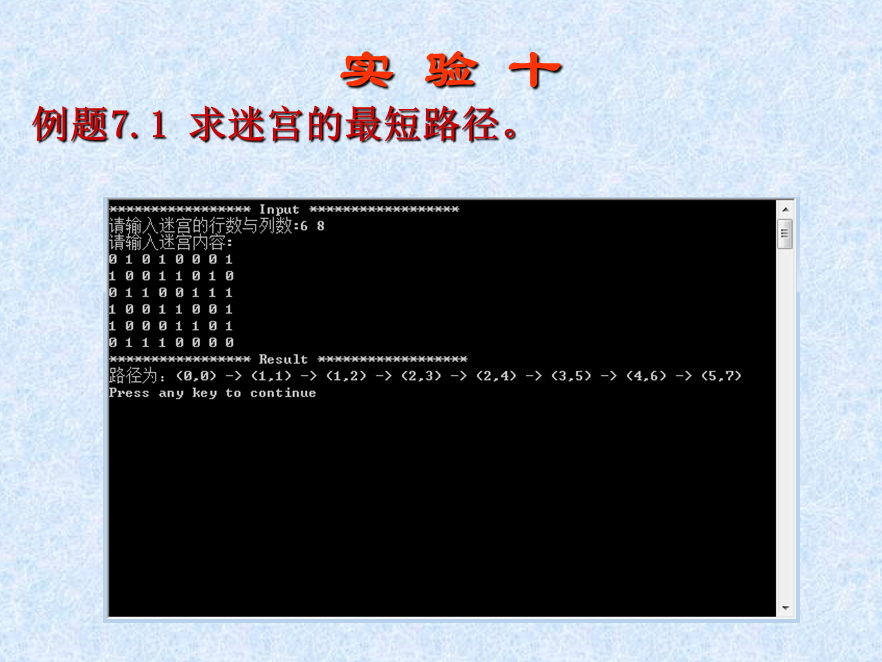 实 验 十
例题7.1 求迷宫的最短路径。
***************** Input ******************
请输入迷宫的行数与列数:6 8
请输入迷宫内容:
0 1 0 1 0 0 0 1
1 0 0 1 1 0 1 0
0 1 1 0 0 1 1 1
1 0 0 1 1 0 0 1
1 0 0 0 1 1 0 1
0 1 1 1 0 0 0 0
***************** Result ******************
路径为: (0,0) -> (1,1) -> (1,2) -> (2,3) -> (2,4) -> (3,5) -> (4,6) -> (5,7)
Press any key to continue